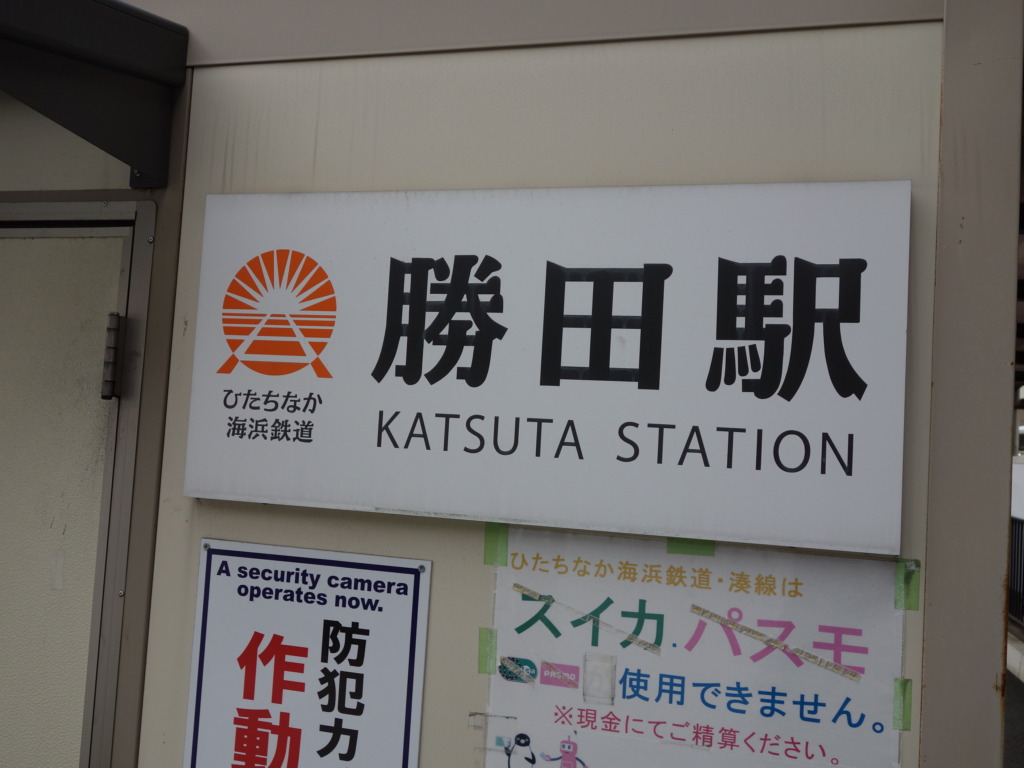 勝田駅
KATSUTA STATION
ひたちなか
海浜鉄道
A security camera
operates now.
防犯カ
作動
ひたちなか海浜鉄道・湊線は
スイカ.パスモ
PASMO
使用できません。
※現金にてご精算ください。